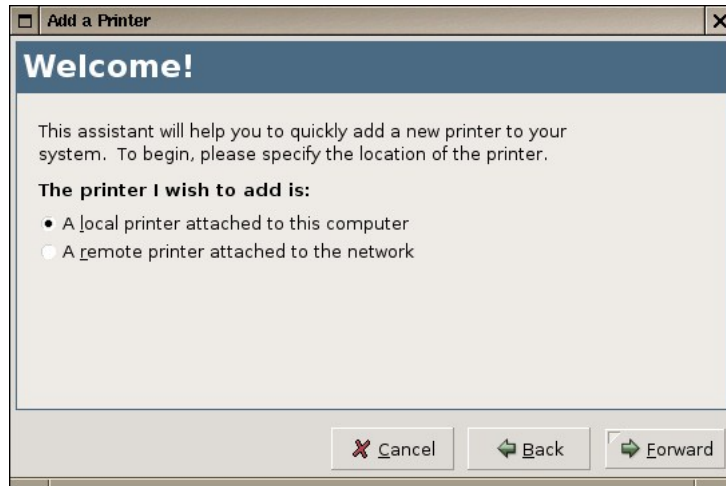 Add a Printer
Welcome!
This assistant will help you to quickly add a new printer to your
system.  To begin, please specify the location of the printer.
The printer I wish to add is:
A local printer attached to this computer
A remote printer attached to the network
Cancel
Back
Forward